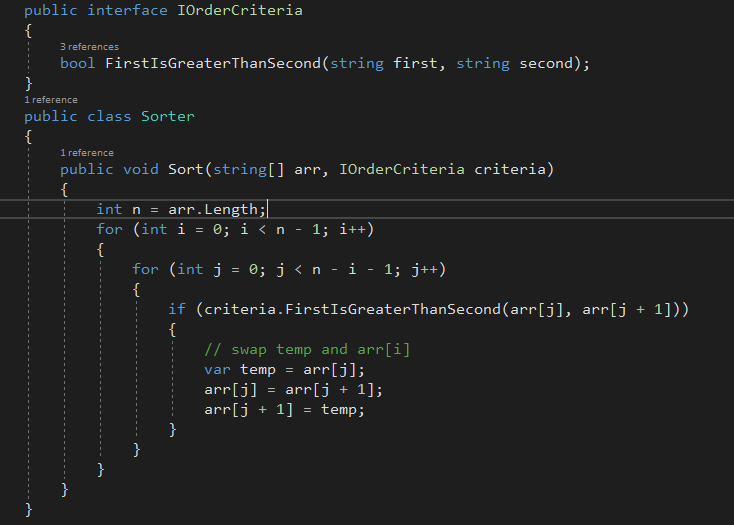 public interface IOrderCriteria
{
3 references
bool FirstIsGreaterThanSecond(string first, string second);
}
1 reference
public class Sorter
{
1 reference
public void Sort(string[] arr, IOrderCriteria criteria)
{
int n = arr.Length;
for (int i = 0; i < n - 1; i++)
{
for (int j = 0; j < n - i - 1; j++)
{
if (criteria.FirstIsGreaterThanSecond(arr[j], arr[j + 1]))
{
// swap temp and arr[i]
var temp = arr[j];
arr[j] = arr[j + 1];
arr[j + 1] = temp;
}
}
}
}
}